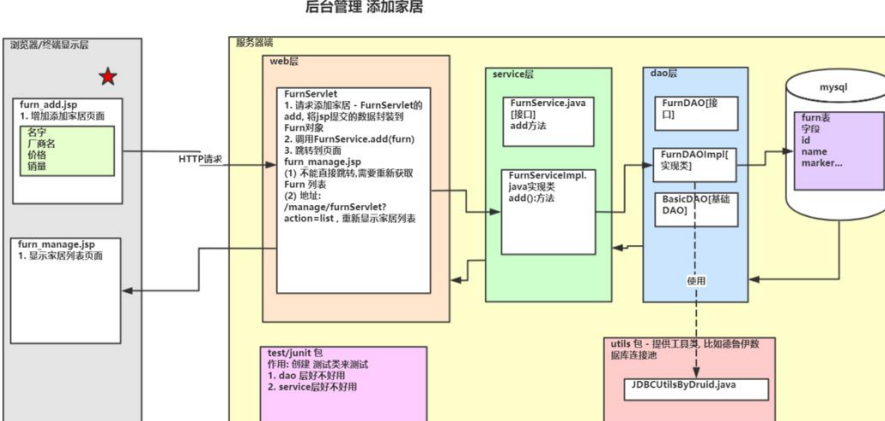 后台管理 添加家居
浏览器/终端显示层
furn_add.jsp
1. 增加添加家居页面
名字
厂商名
价格
销量
furn_manage.jsp
1. 显示家居列表页面
HTTP请求
服务器端
web层
FurnServlet
1. 请求添加家居 - FurnServlet的
add, 将jsp提交的数据封装到
Furn对象
2. 调用FurnService.add(furn)
3. 跳转到页面
furn_manage.jsp
(1) 不能直接跳转,需要重新获取
Furn 列表
(2) 地址:
/manage/furnServlet?
action=list , 重新显示家居列表
service层
FurnService.java
[接口]
add方法
FurnServiceImpl.
java实现类
add():方法
dao层
FurnDAO[接
口]
FurnDAOImpl[
实现类]
BasicDAO[基础
DAO]
使用
mysql
furn表
字段
id
name
marker...
test/junit 包
作用: 创建 测试类来测试
1. dao 层好不好用
2. service层好不好用
utils 包 - 提供工具类, 比如德鲁伊数
据库连接池
JDBCUtilsByDruid.java